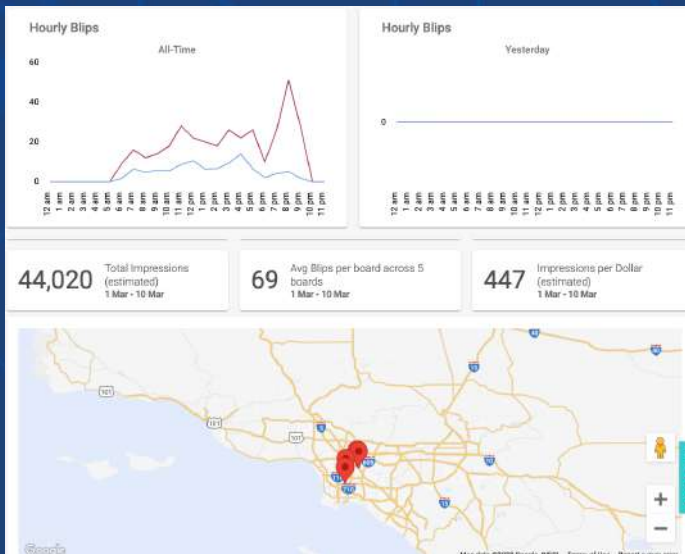 Hourly Blips
All-Time
60
40
20
0
12 am
1 am
2 am
3 am
4 am
5 am
6 am
7 am
8 am
9 am
10 am
11 am
12 pm
1 pm
2 pm
3 pm
4 pm
5 pm
6 pm
7 pm
8 pm
9 pm
10 pm
11 pm
Hourly Blips
Yesterday
0
12 am
1 am
2 am
3 am
4 am
5 am
6 am
7 am
8 am
9 am
10 am
11 am
12 pm
1 pm
2 pm
3 pm
4 pm
5 pm
6 pm
7 pm
8 pm
9 pm
10 pm
11 pm
44,020
Total Impressions
(estimated)
1 Mar - 10 Mar
69
Avg Blips per board across 5
boards
1 Mar - 10 Mar
447
Impressions per Dollar
(estimated)
1 Mar - 10 Mar
101
101
101
5
15
10
15
Google